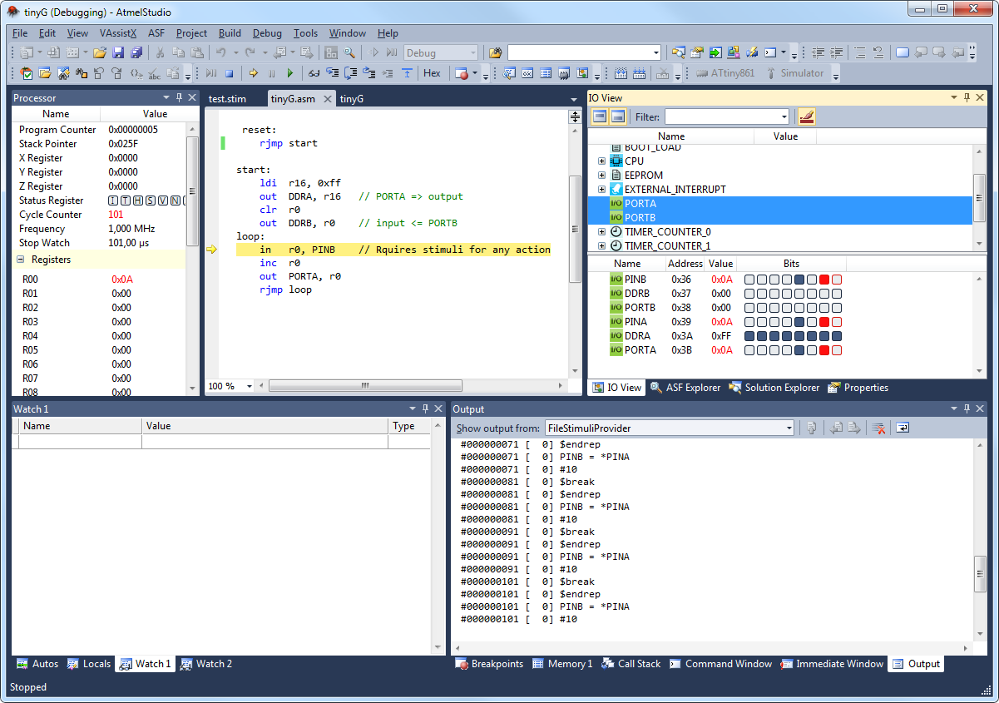 tinyG (Debugging) - AtmelStudio
File Edit View VAssistX ASF Project Build Debug Tools Window Help
Debug
Hex ATtiny861 Simulator
Processor
Name Value
Program Counter 0x00000005
Stack Pointer 0x025F
X Register 0x0000
Y Register 0x0000
Z Register 0x0000
Status Register I T H S V N
Cycle Counter 101
Frequency 1,000 MHz
Stop Watch 101,00 µs
Registers
R00 0x0A
R01 0x00
R02 0x00
R03 0x00
R04 0x00
R05 0x00
R06 0x00
R07 0x00
R08 0x00
test.stim tinyG.asm tinyG
reset:
rjmp start
start:
ldi r16, 0xff
out DDRA, r16 // PORTA => output
clr r0
out DDRB, r0 // input <= PORTB
loop:
in r0, PINB // Rquires stimuli for any action
inc r0
out PORTA, r0
rjmp loop
100 %
IO View
Filter:
Name Value
BOOT_LOAD
CPU
EEPROM
EXTERNAL_INTERRUPT
I/O PORTA
I/O PORTB
TIMER_COUNTER_0
TIMER_COUNTER_1
Name Address Value Bits
I/O PINB 0x36 0x0A
I/O DDRB 0x37 0x00
I/O PORTB 0x38 0x00
I/O PINA 0x39 0x0A
I/O DDRA 0x3A 0xFF
I/O PORTA 0x3B 0x0A
IO View ASF Explorer Solution Explorer Properties
Watch 1
Name Value Type
Output
Show output from: FileStimuliProvider
#000000071 [ 0] $endrep
#000000071 [ 0] PINB = *PINA
#000000071 [ 0] #10
#000000081 [ 0] $break
#000000081 [ 0] $endrep
#000000081 [ 0] PINB = *PINA
#000000081 [ 0] #10
#000000091 [ 0] $break
#000000091 [ 0] $endrep
#000000091 [ 0] PINB = *PINA
#000000091 [ 0] #10
#000000101 [ 0] $break
#000000101 [ 0] $endrep
#000000101 [ 0] PINB = *PINA
#000000101 [ 0] #10
Autos Locals Watch 1 Watch 2
Breakpoints Memory 1 Call Stack Command Window Immediate Window Output
Stopped